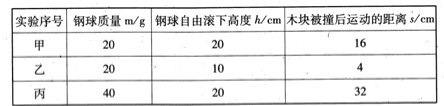 实验序号 钢球质量 m/g 钢球自由滚下高度 h/cm 木块被撞后运动的距离 s/cm
甲 20 20 16
乙 20 10 4
丙 40 20 32